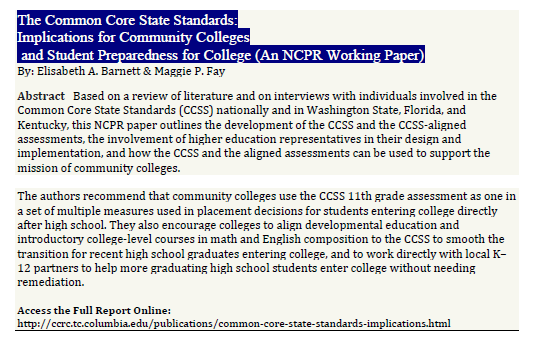 The Common Core State Standards:
Implications for Community Colleges
and Student Preparedness for College (An NCPR Working Paper)
By: Elisabeth A. Barnett & Maggie P. Fay
Abstract Based on a review of literature and on interviews with individuals involved in the
Common Core State Standards (CCSS) nationally and in Washington State, Florida, and
Kentucky, this NCPR paper outlines the development of the CCSS and the CCSS-aligned
assessments, the involvement of higher education representatives in their design and
implementation, and how the CCSS and the aligned assessments can be used to support the
mission of community colleges.
The authors recommend that community colleges use the CCSS 11th grade assessment as one in
a set of multiple measures used in placement decisions for students entering college directly
after high school. They also encourage colleges to align developmental education and
introductory college-level courses in math and English composition to the CCSS to smooth the
transition for recent high school graduates entering college, and to work directly with local K–
12 partners to help more graduating high school students enter college without needing
remediation.
Access the Full Report Online:
http://ccrc.tc.columbia.edu/publications/common-core-state-standards-implications.html